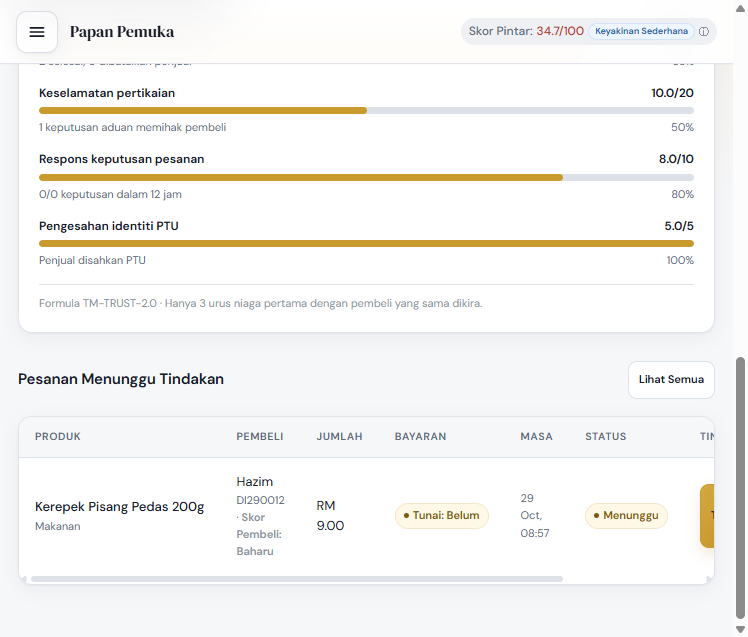 Papan Pemuka
Skor Pintar: 34.7/100 Keyakinan Sederhana
Keselamatan pertikaian 10.0/20
1 keputusan aduan memihak pembeli 50%
Respons keputusan pesanan 8.0/10
0/0 keputusan dalam 12 jam 80%
Pengesahan identiti PTU 5.0/5
Penjual disahkan PTU 100%
Formula TM-TRUST-2.0 · Hanya 3 urus niaga pertama dengan pembeli yang sama dikira.
Pesanan Menunggu Tindakan Lihat Semua
PRODUK PEMBELI JUMLAH BAYARAN MASA STATUS
Kerepek Pisang Pedas 200g
Makanan
Hazim
DI290012
· Skor
Pembeli:
Baharu
RM
9.00
Tunai: Belum
29
Oct,
08:57
Menunggu